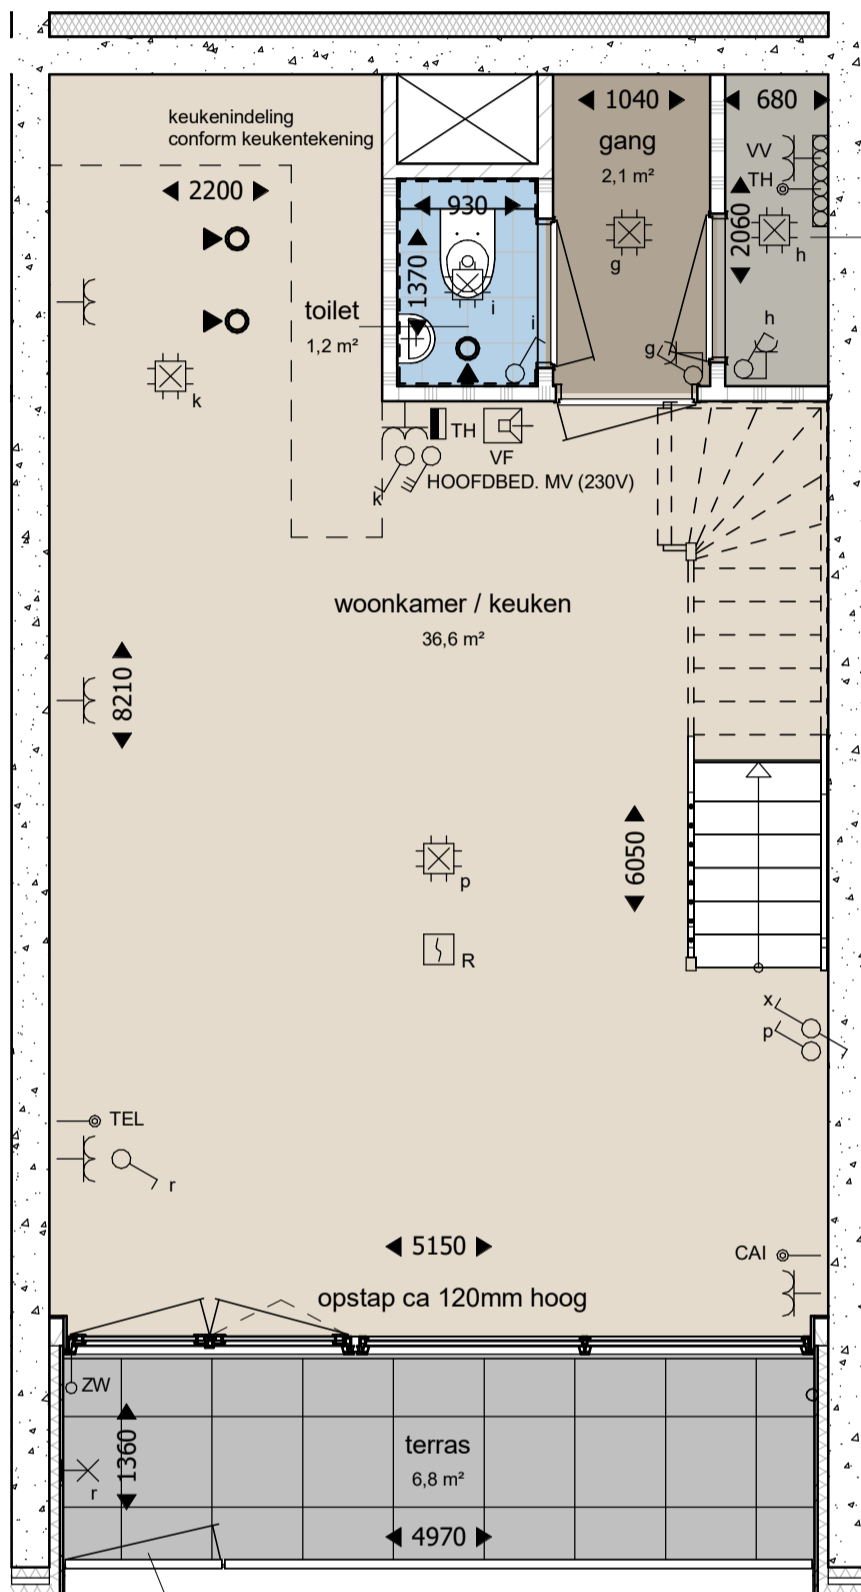 keukenindeling
conform keukentekening
2200
1040
gang
2,1 m²
g
680
VV
TH
2060
h
h
930
1370
i
i
toilet
1,2 m²
g
k
TH
VF
k
HOOFDBED. MV (230V)
woonkamer / keuken
36,6 m²
8210
6050
p
R
x
p
TEL
r
5150
CAI
opstap ca 120mm hoog
ZW
1360
r
terras
6,8 m²
4970